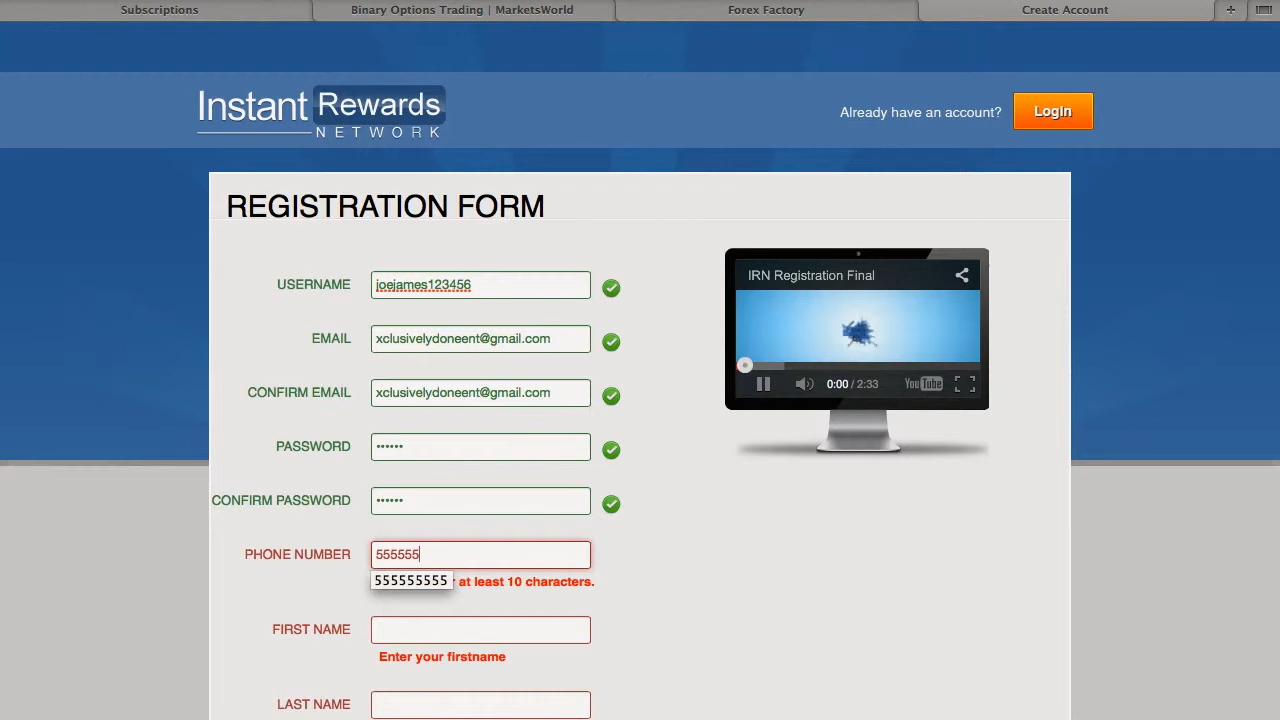 Subscriptions
Binary Options Trading | MarketsWorld
Forex Factory
Create Account
Instant Rewards
NETWORK
Already have an account?
Login
REGISTRATION FORM
USERNAME
joejames123456
EMAIL
xclusivelydoneent@gmail.com
CONFIRM EMAIL
xclusivelydoneent@gmail.com
PASSWORD
••••••
CONFIRM PASSWORD
••••••
PHONE NUMBER
555555
555555555
at least 10 characters.
FIRST NAME
Enter your firstname
LAST NAME
IRN Registration Final
0:00 / 2:33
YouTube